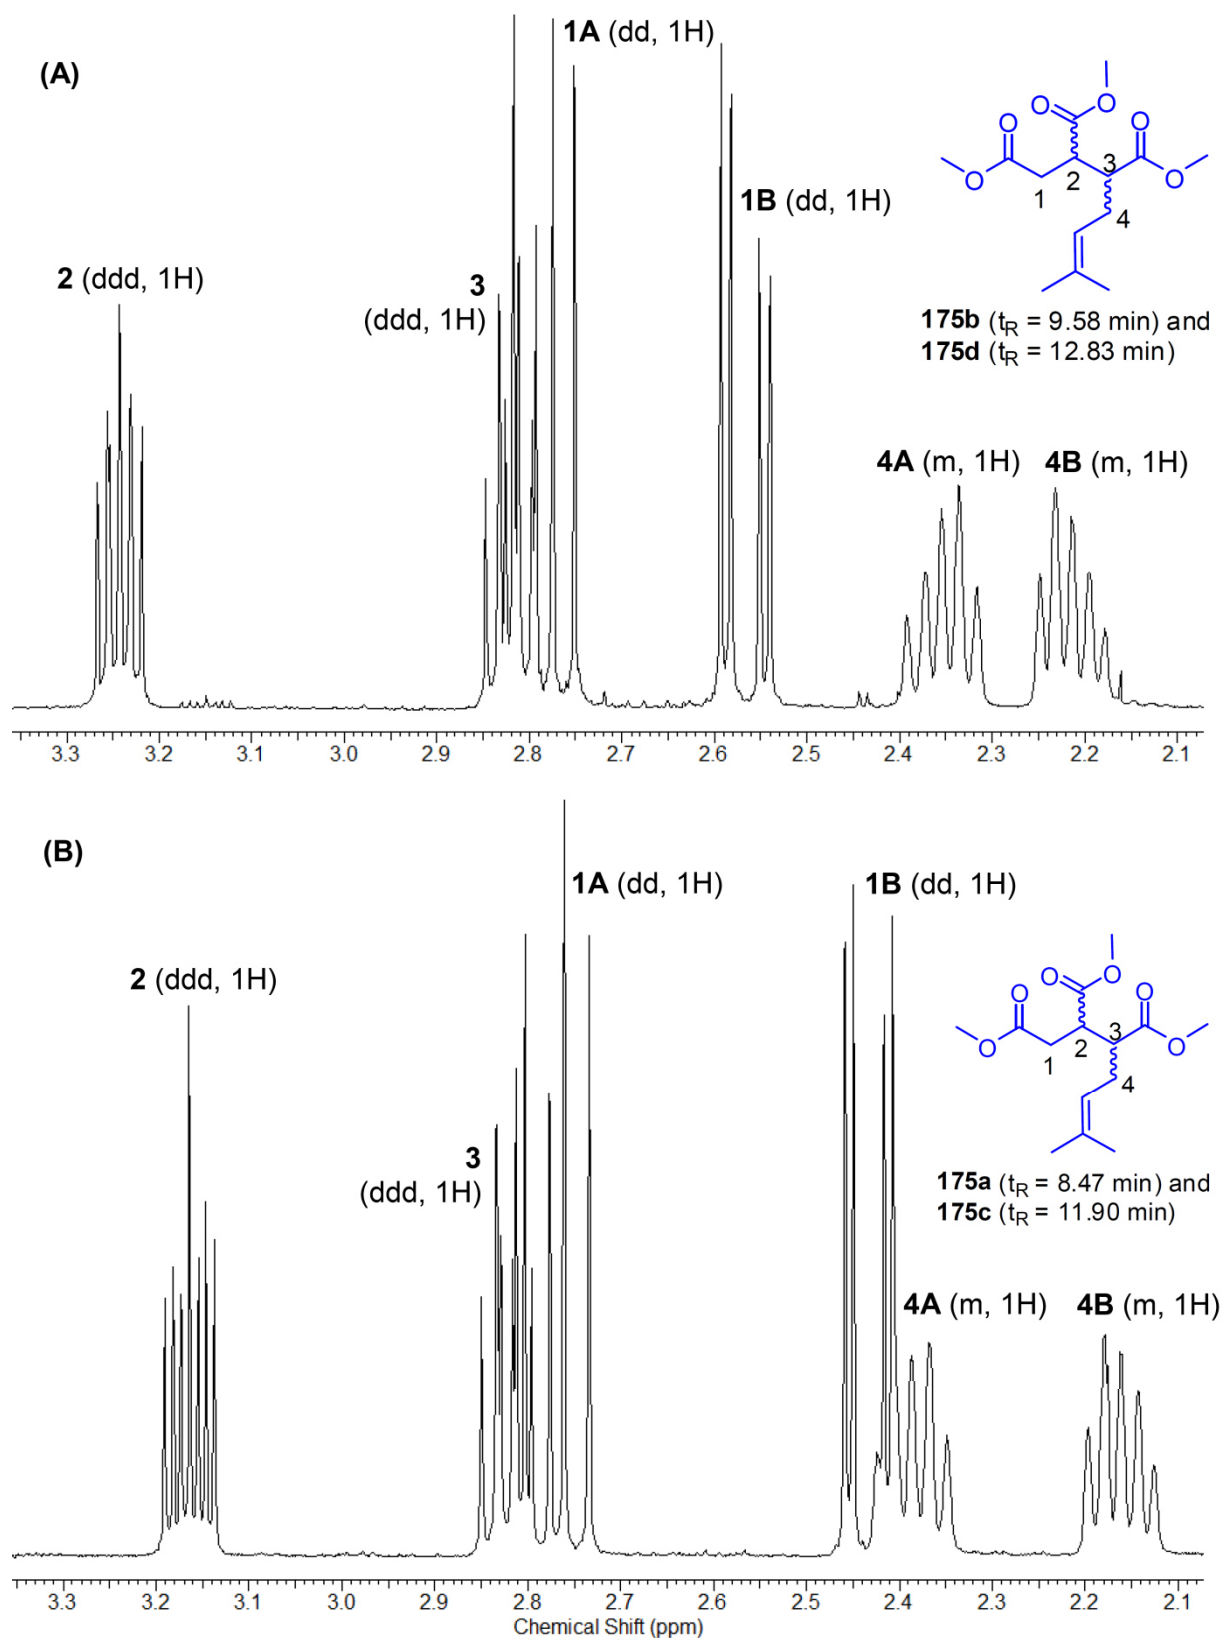 (A)
1A (dd, 1H)
1B (dd, 1H)
2 (ddd, 1H)
3
(ddd, 1H)
4A (m, 1H)
4B (m, 1H)
O
O
O
O
O
O
1
2
3
4
175b (tR = 9.58 min) and
175d (tR = 12.83 min)
3.3 3.2 3.1 3.0 2.9 2.8 2.7 2.6 2.5 2.4 2.3 2.2 2.1
(B)
1A (dd, 1H)
1B (dd, 1H)
2 (ddd, 1H)
3
(ddd, 1H)
O
O
O
O
O
O
1
2
3
4
175a (tR = 8.47 min) and
175c (tR = 11.90 min)
4A (m, 1H)
4B (m, 1H)
3.3 3.2 3.1 3.0 2.9 2.8 2.7 2.6 2.5 2.4 2.3 2.2 2.1
Chemical Shift (ppm)